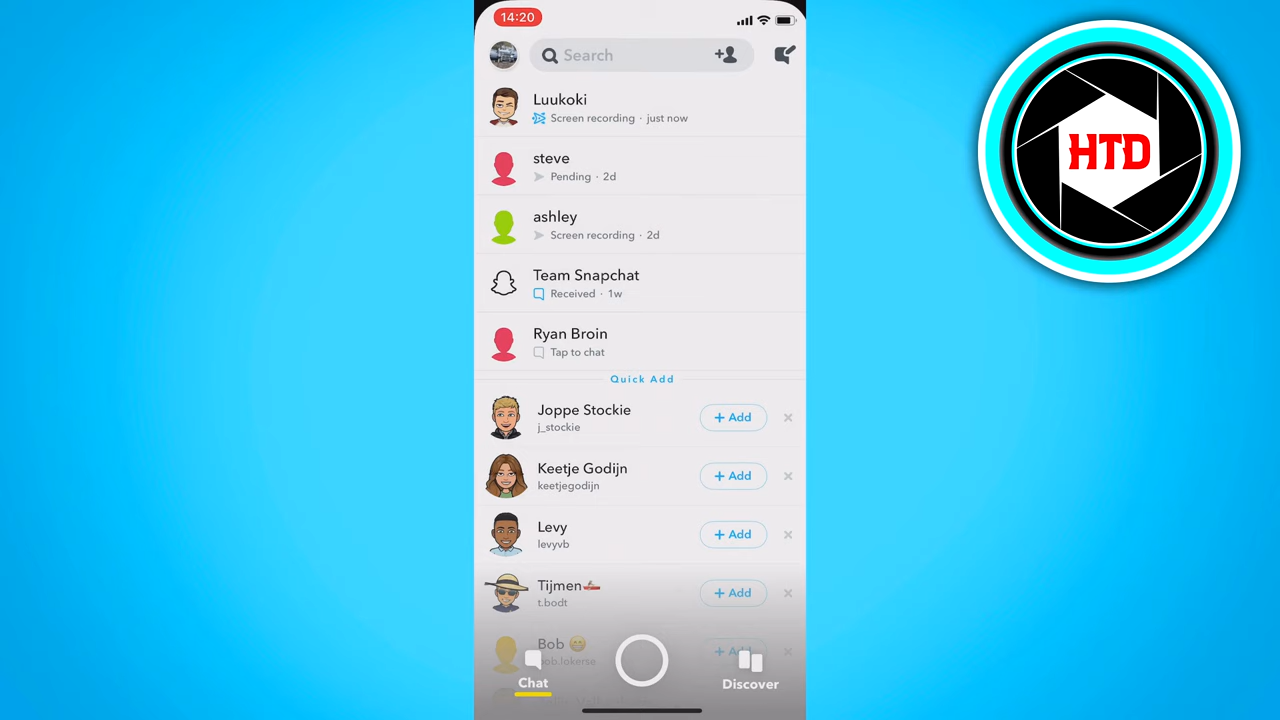 14:20
Search
Luukoki
Screen recording · just now
steve
Pending · 2d
ashley
Screen recording · 2d
Team Snapchat
Received · 1w
Ryan Broin
Tap to chat
Quick Add
Joppe Stockie
+ Add
j_stockie
Keetje Godijn
+ Add
keetjegodijn
Levy
+ Add
levyvb
Tijmen
+ Add
t.bodt
Bob 😁
+ Add
bob.lokerse
Chat
Discover
HTD